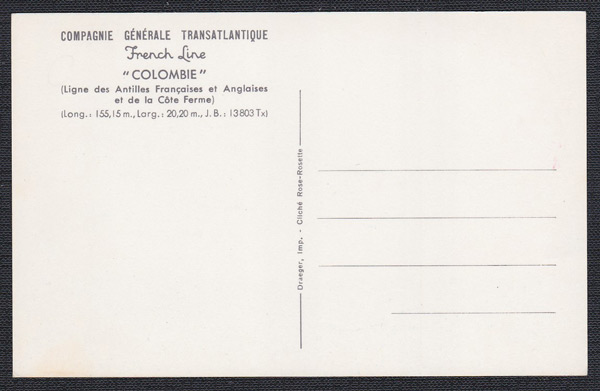 COMPAGNIE GÉNÉRALE TRANSATLANTIQUE
French Line
"COLOMBIE"
(Ligne des Antilles Françaises et Anglaises
et de la Côte Ferme)
(Long.: 155,15 m., Larg.: 20,20 m., J. B.: 13803 Tx)
Draeger, Imp. - Cliché Rose-Rosette